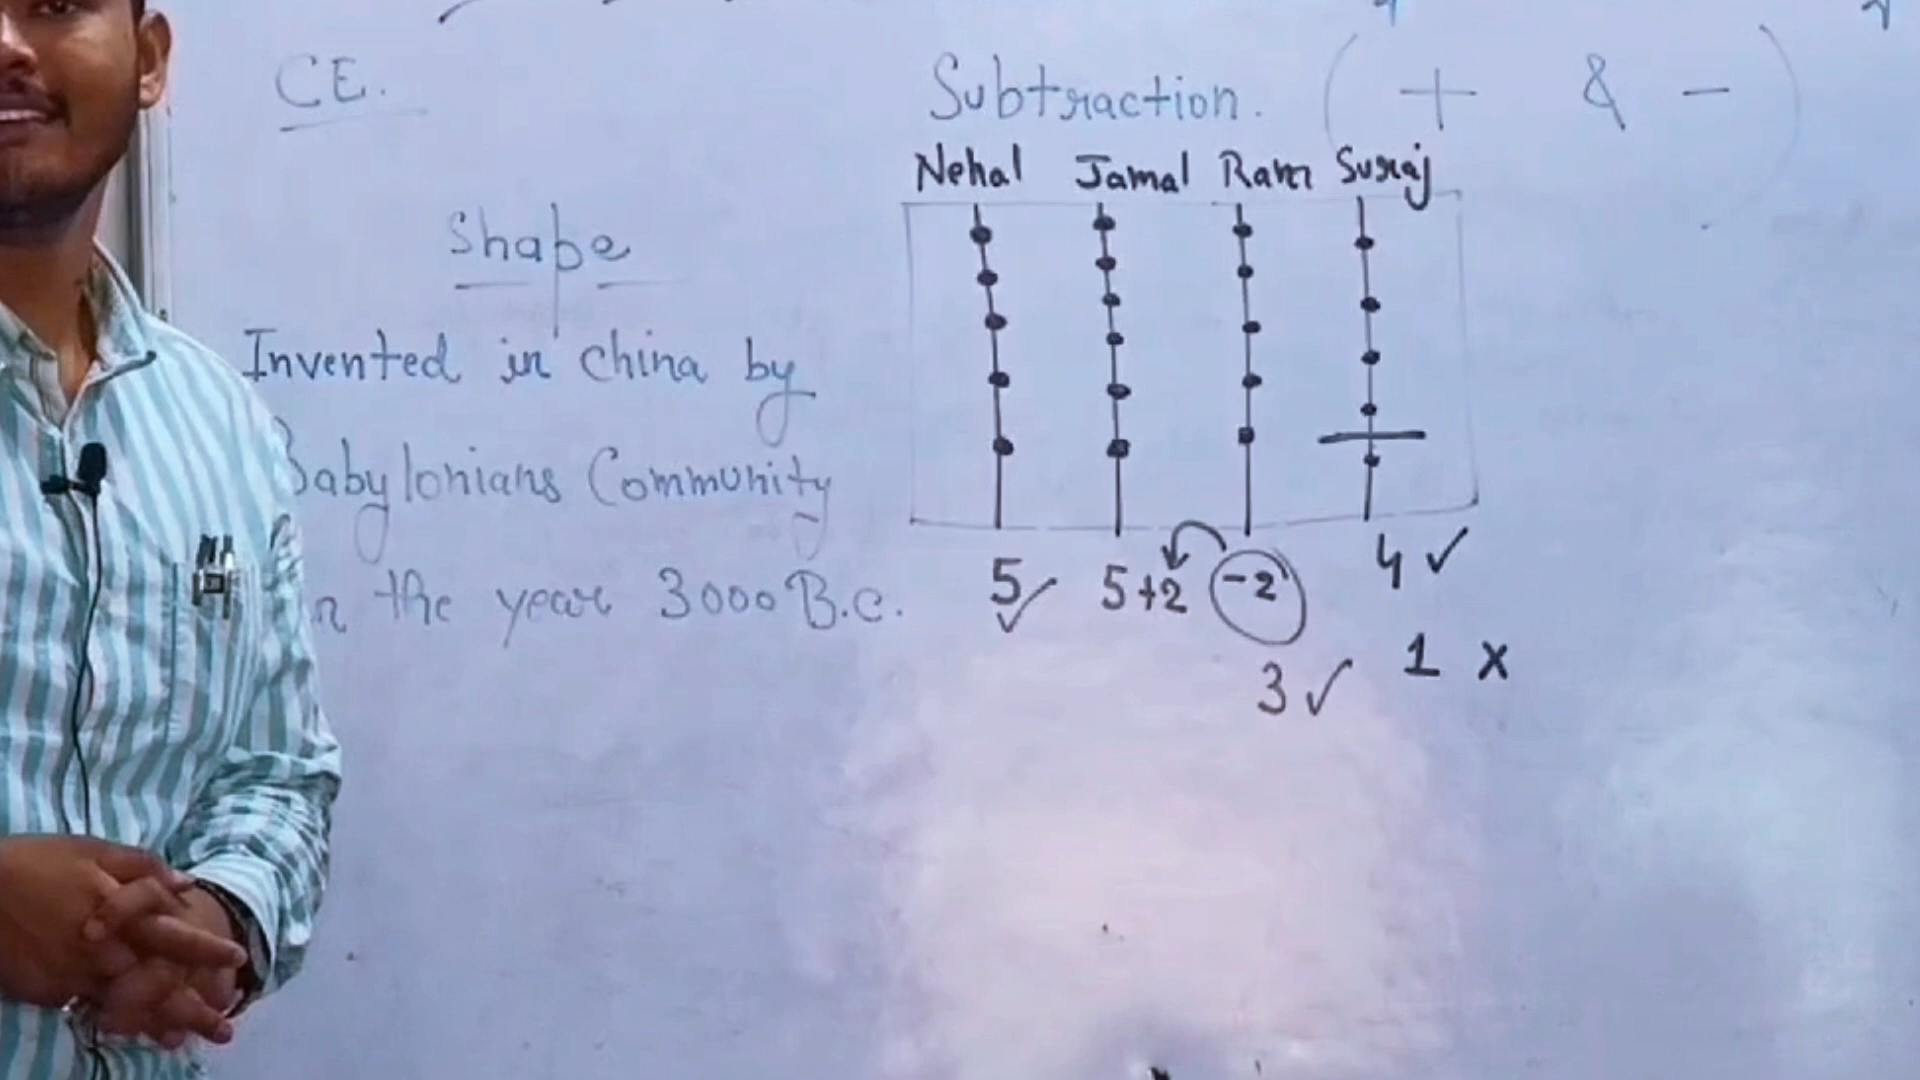 CE.
Shape
Invented in China by
Babylonians Community
in the year 3000 B.C.
Subtraction. ( + & - )
Nehal Jamal Ram Suraj
5✓ 5+2 -2 4✓
3✓ 1 x